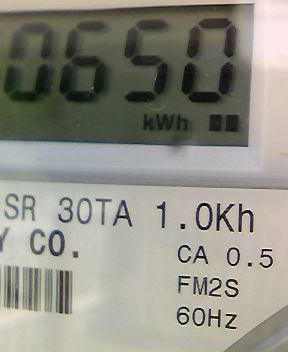 0650
kWh
SR 30TA 1.0Kh
Y CO.
CA 0.5
FM2S
60Hz